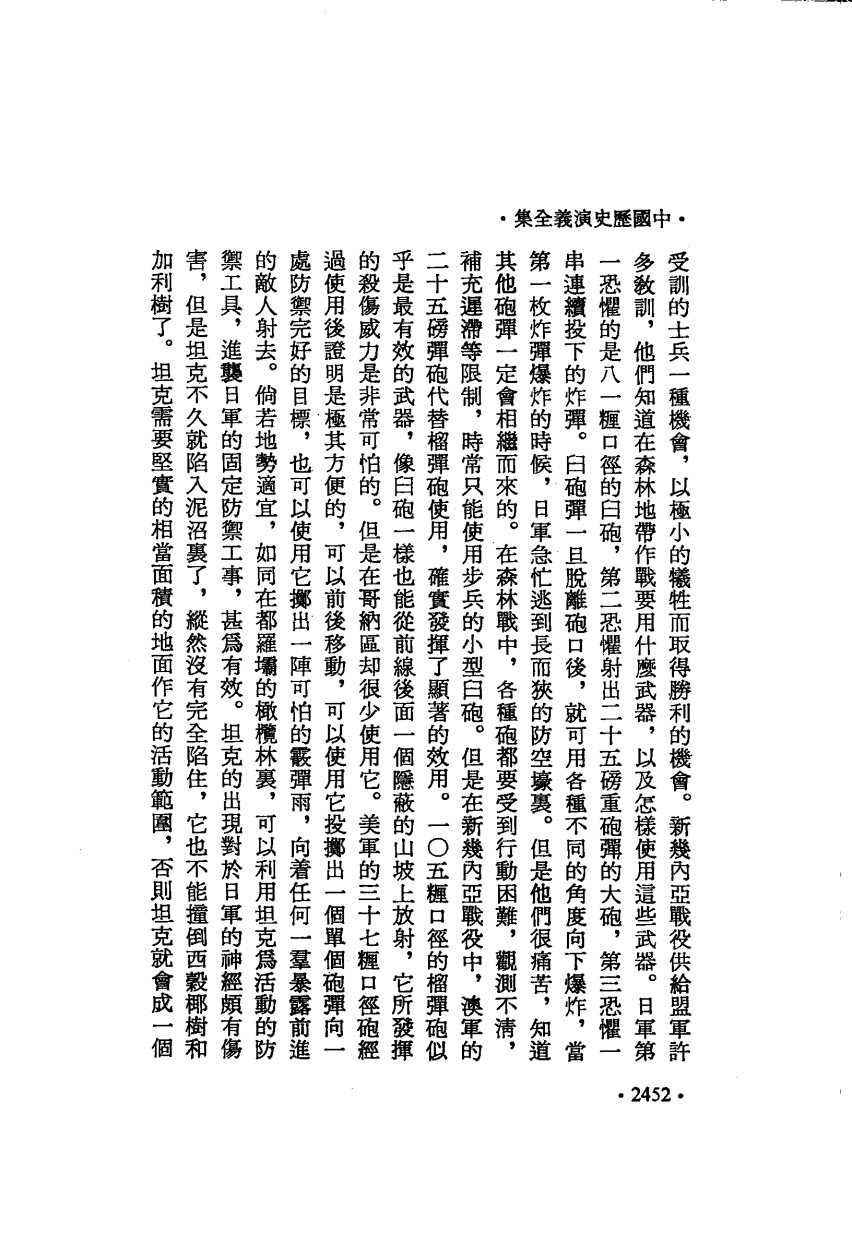 ·中國歷史演義全集·
受訓的士兵一種機會，以極小的犧牲而取得勝利的機會。新幾內亞戰役供給盟軍許
多教訓，他們知道在森林地帶作戰要用什麼武器，以及怎樣使用這些武器。日軍第
一恐懼的是八一糎口徑的臼砲，第二恐懼射出二十五磅重砲彈的大砲，第三恐懼一
串連續投下的炸彈。臼砲彈一旦脫離砲口後，就可用各種不同的角度向下爆炸，當
第一枚炸彈爆炸的時候，日軍急忙逃到長而狹的防空壕裏。但是他們很痛苦，知道
其他砲彈一定會相繼而來的。在森林戰中，各種砲都要受到行動困難，觀測不清，
補充遲滯等限制，時常只能使用步兵的小型臼砲。但是在新幾內亞戰役中，澳軍的
二十五磅彈砲代替榴彈砲使用，確實發揮了顯著的效用。一〇五糎口徑的榴彈砲似
乎是最有效的武器，像臼砲一樣也能從前線後面一個隱蔽的山坡上放射，它所發揮
的殺傷威力是非常可怕的。但是在哥納區却很少使用它。美軍的三十七糎口徑砲經
過使用後證明是極其方便的，可以前後移動，可以使用它投擲出一個單個砲彈向一
處防禦完好的目標，也可以使用它擲出一陣可怕的霰彈雨，向着任何一羣暴露前進
的敵人射去。倘若地勢適宜，如同在都羅壩的橄欖林裏，可以利用坦克爲活動的防
禦工具，進襲日軍的固定防禦工事，甚爲有效。坦克的出現對於日軍的神經頗有傷
害，但是坦克不久就陷入泥沼裏了，縱然沒有完全陷住，它也不能撞倒西穀椰樹和
加利樹了。坦克需要堅實的相當面積的地面作它的活動範圍，否則坦克就會成一個
·2452·